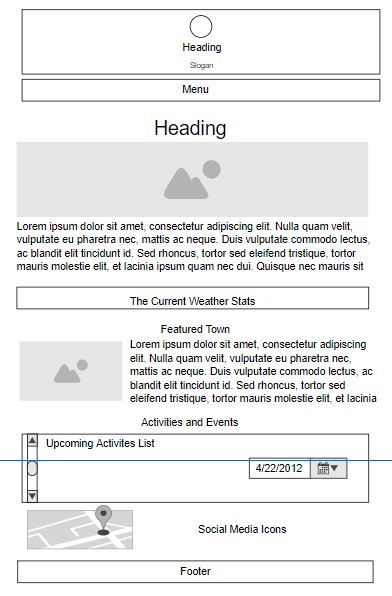 Heading
Slogan
Menu
Heading
Lorem ipsum dolor sit amet, consectetur adipiscing elit. Nulla quam velit,
vulputate eu pharetra nec, mattis ac neque. Duis vulputate commodo lectus,
ac blandit elit tincidunt id. Sed rhoncus, tortor sed eleifend tristique, tortor
mauris molestie elit, et lacinia ipsum quam nec dui. Quisque nec mauris sit
The Current Weather Stats
Featured Town
Lorem ipsum dolor sit amet, consectetur adipiscing
elit. Nulla quam velit, vulputate eu pharetra nec,
mattis ac neque. Duis vulputate commodo lectus, ac
blandit elit tincidunt id. Sed rhoncus, tortor sed
eleifend tristique, tortor mauris molestie elit, et lacinia
Activities and Events
Upcoming Activites List
4/22/2012
Social Media Icons
Footer